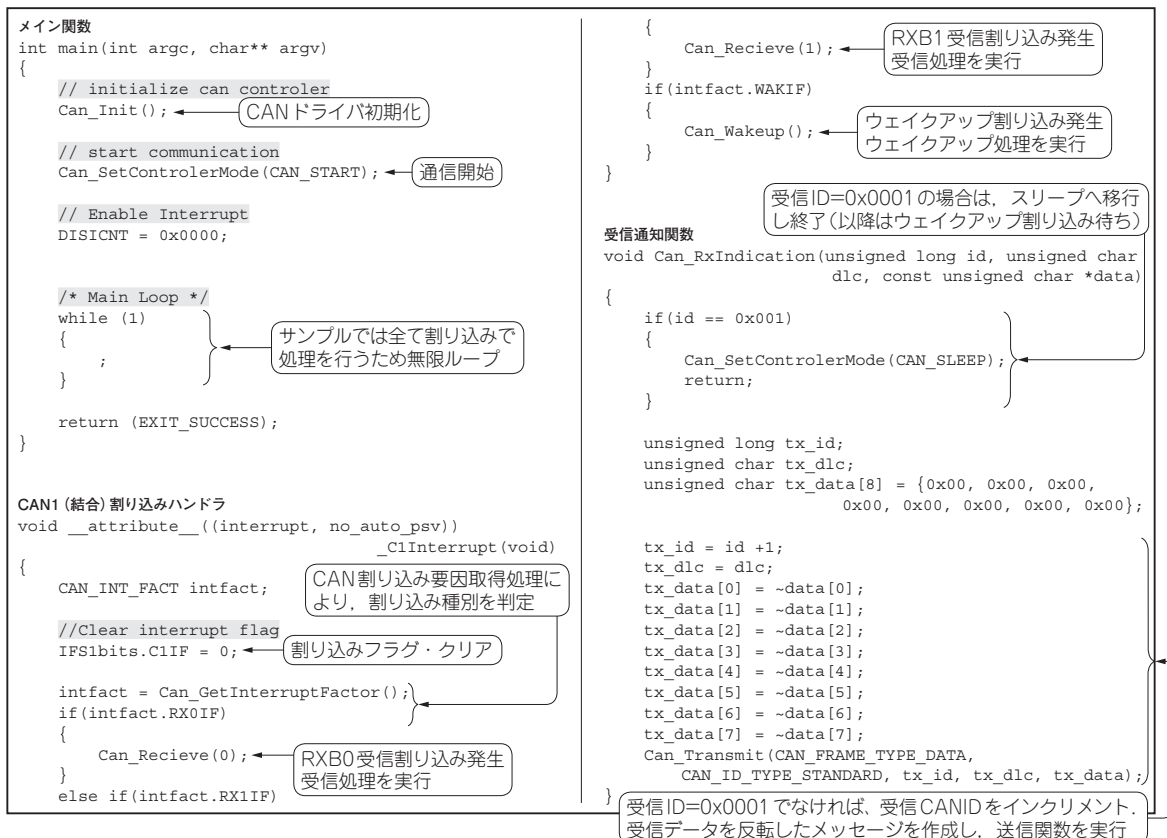 メイン関数
int main(int argc, char** argv)
{
// initialize can controler
Can_Init();
CANドライバ初期化
// start communication
Can_SetControlerMode(CAN_START);
通信開始
// Enable Interrupt
DISICNT = 0x0000;
/* Main Loop */
while (1)
{
;
}
サンプルでは全て割り込みで
処理を行うため無限ループ
return (EXIT_SUCCESS);
}
CAN1（結合）割り込みハンドラ
void __attribute__((interrupt, no_auto_psv))
_C1Interrupt(void)
{
CAN_INT_FACT intfact;
CAN割り込み要因取得処理に
より，割り込み種別を判定
//Clear interrupt flag
IFS1bits.C1IF = 0;
割り込みフラグ・クリア
intfact = Can_GetInterruptFactor();
if(intfact.RX0IF)
{
Can_Recieve(0);
RXB0受信割り込み発生
受信処理を実行
}
else if(intfact.RX1IF)
{
Can_Recieve(1);
RXB1受信割り込み発生
受信処理を実行
}
if(intfact.WAKIF)
{
Can_Wakeup();
ウェイクアップ割り込み発生
ウェイクアップ処理を実行
}
}
受信ID=0x0001の場合は，スリープへ移行
し終了（以降はウェイクアップ割り込み待ち）
受信通知関数
void Can_RxIndication(unsigned long id, unsigned char
dlc, const unsigned char *data)
{
if(id == 0x001)
{
Can_SetControlerMode(CAN_SLEEP);
return;
}
unsigned long tx_id;
unsigned char tx_dlc;
unsigned char tx_data[8] = {0x00, 0x00, 0x00,
0x00, 0x00, 0x00, 0x00, 0x00};
tx_id = id +1;
tx_dlc = dlc;
tx_data[0] = ~data[0];
tx_data[1] = ~data[1];
tx_data[2] = ~data[2];
tx_data[3] = ~data[3];
tx_data[4] = ~data[4];
tx_data[5] = ~data[5];
tx_data[6] = ~data[6];
tx_data[7] = ~data[7];
Can_Transmit(CAN_FRAME_TYPE_DATA,
CAN_ID_TYPE_STANDARD, tx_id, tx_dlc, tx_data);
}
受信ID=0x0001でなければ、受信CANIDをインクリメント．
受信データを反転したメッセージを作成し，送信関数を実行